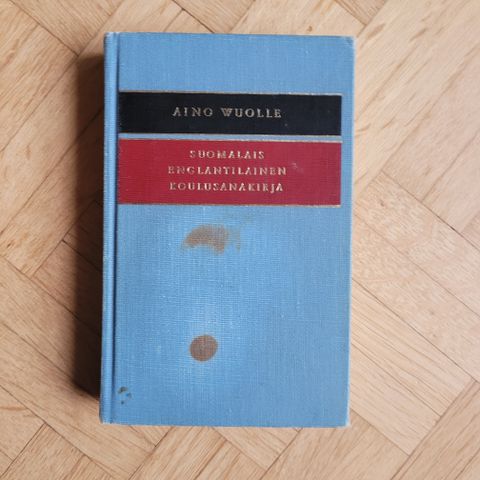 AINO WUOLLE
SUOMALAIS
ENGLANTILAINEN
KOULUSANAKIRJA